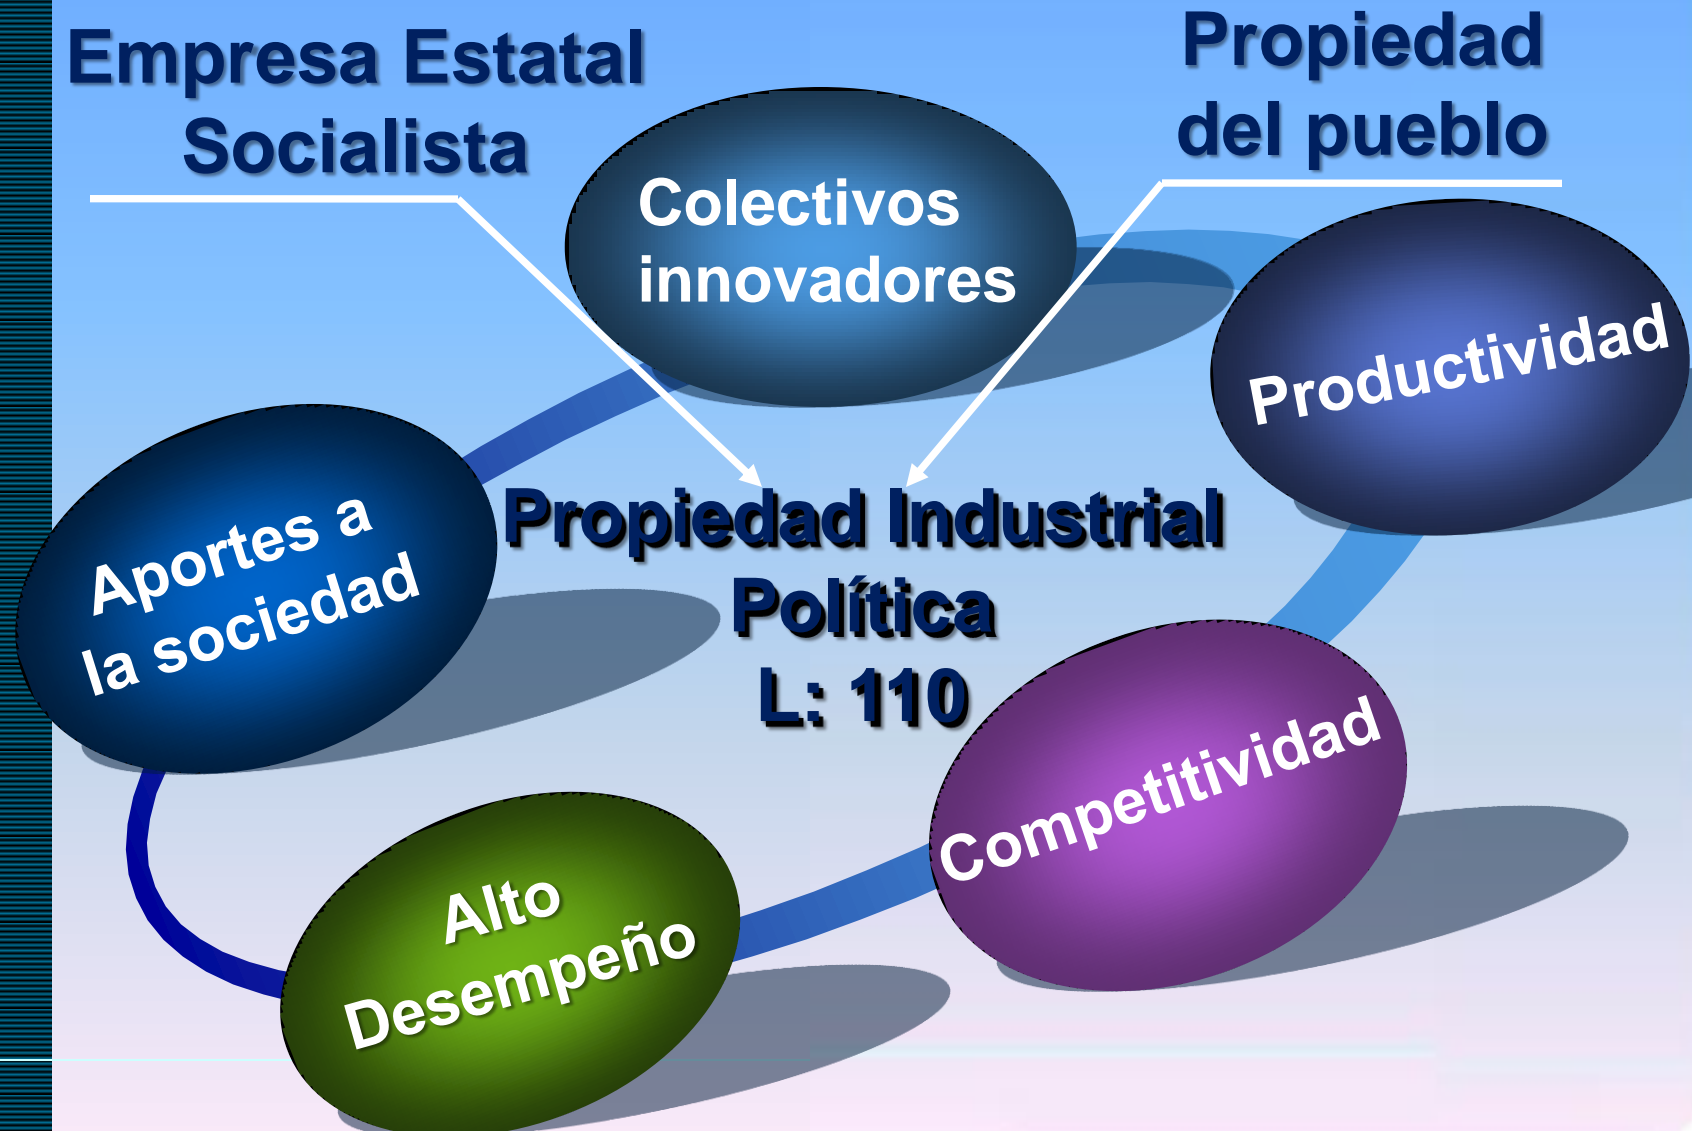 Empresa Estatal
Socialista
Propiedad
del pueblo
Colectivos
innovadores
Productividad
Aportes a
la sociedad
Propiedad Industrial
Política
L: 110
Competitividad
Alto
Desempeño